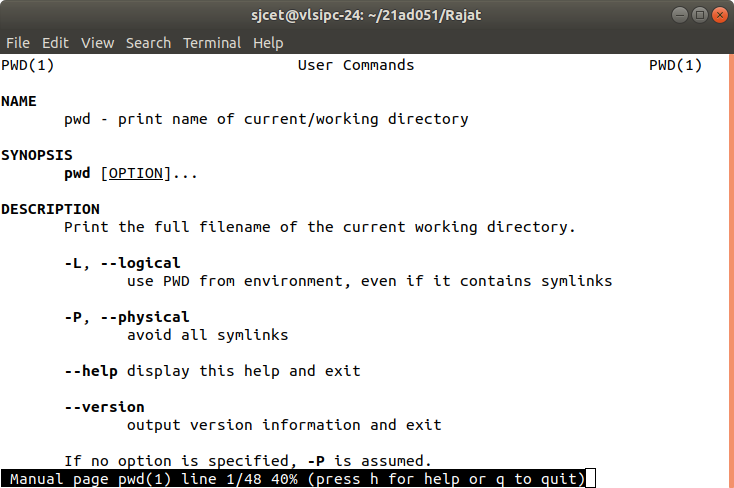 sjcet@vlsipc-24: ~/21ad051/Rajat
File Edit View Search Terminal Help
PWD(1) User Commands PWD(1)
NAME
pwd - print name of current/working directory
SYNOPSIS
pwd [OPTION]...
DESCRIPTION
Print the full filename of the current working directory.
-L, --logical
use PWD from environment, even if it contains symlinks
-P, --physical
avoid all symlinks
--help display this help and exit
--version
output version information and exit
If no option is specified, -P is assumed.
Manual page pwd(1) line 1/48 40% (press h for help or q to quit)